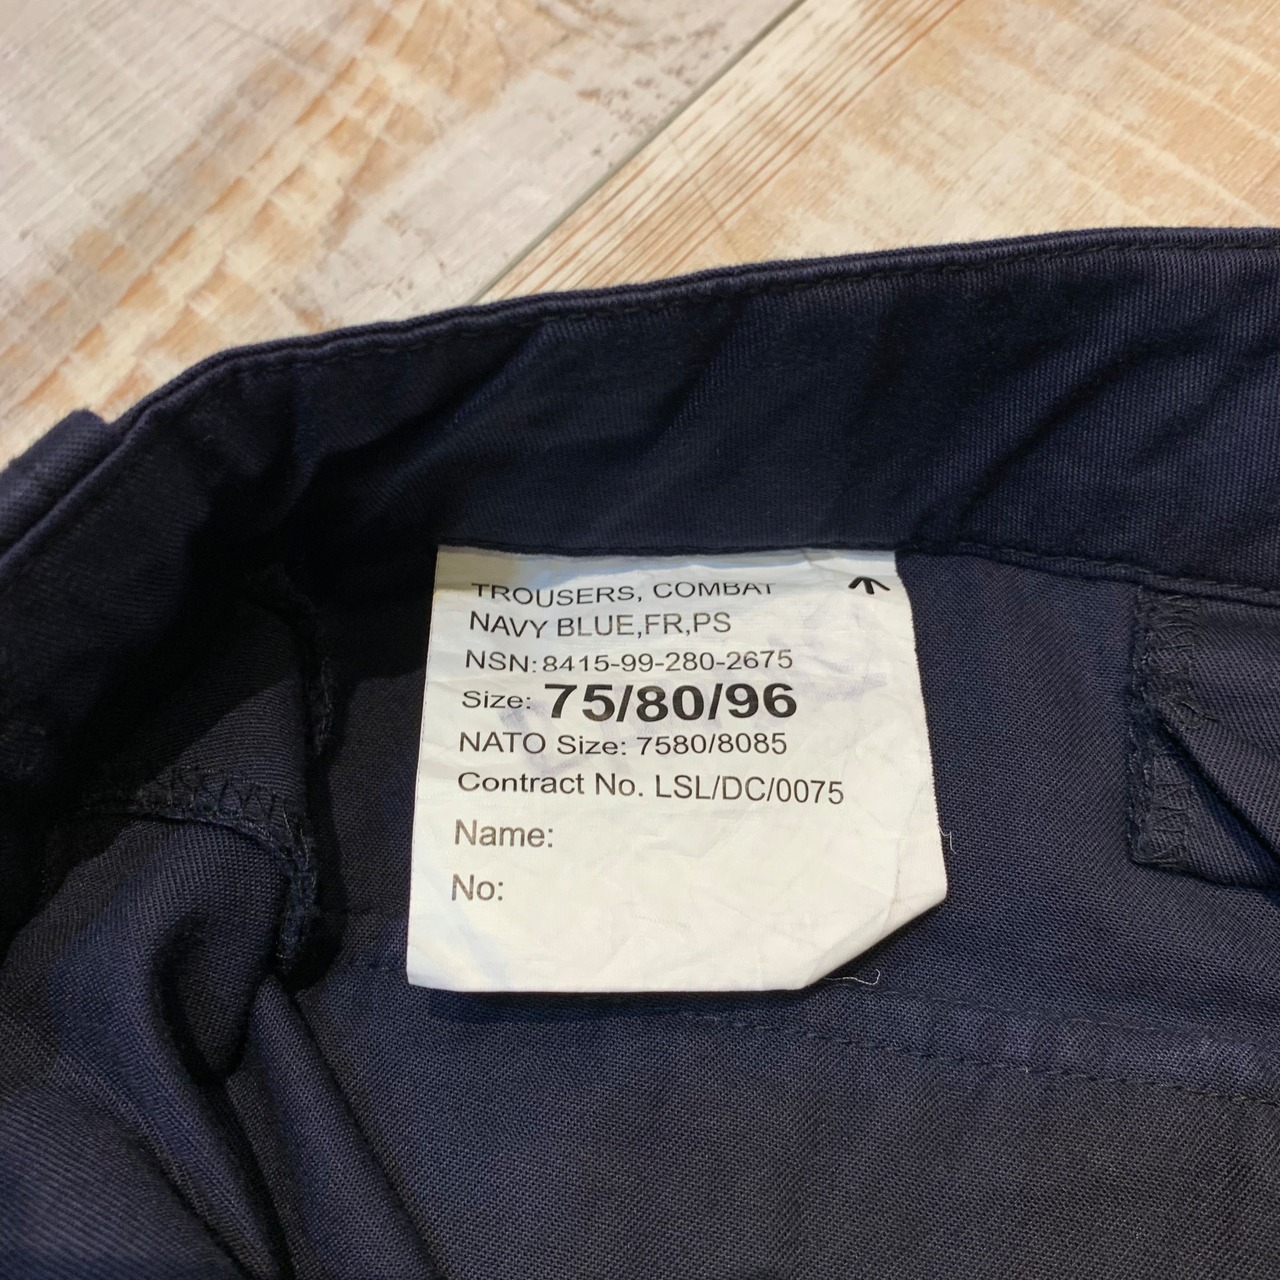 TROUSERS, COMBAT
NAVY BLUE,FR,PS
NSN:8415-99-280-2675
Size: 75/80/96
NATO Size: 7580/8085
Contract No. LSL/DC/0075
Name:
No: